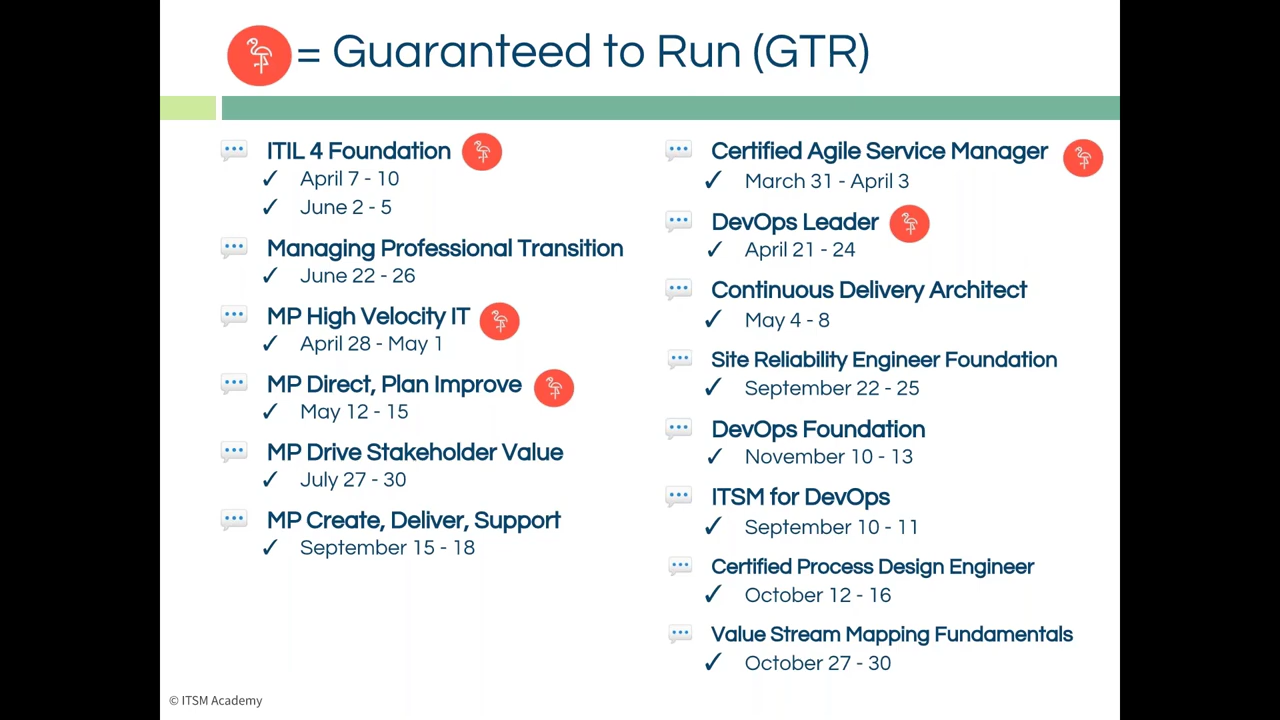 = Guaranteed to Run (GTR)
ITIL 4 Foundation
✓ April 7 - 10
✓ June 2 - 5
Managing Professional Transition
✓ June 22 - 26
MP High Velocity IT
✓ April 28 - May 1
MP Direct, Plan Improve
✓ May 12 - 15
MP Drive Stakeholder Value
✓ July 27 - 30
MP Create, Deliver, Support
✓ September 15 - 18
Certified Agile Service Manager
✓ March 31 - April 3
DevOps Leader
✓ April 21 - 24
Continuous Delivery Architect
✓ May 4 - 8
Site Reliability Engineer Foundation
✓ September 22 - 25
DevOps Foundation
✓ November 10 - 13
ITSM for DevOps
✓ September 10 - 11
Certified Process Design Engineer
✓ October 12 - 16
Value Stream Mapping Fundamentals
✓ October 27 - 30
© ITSM Academy